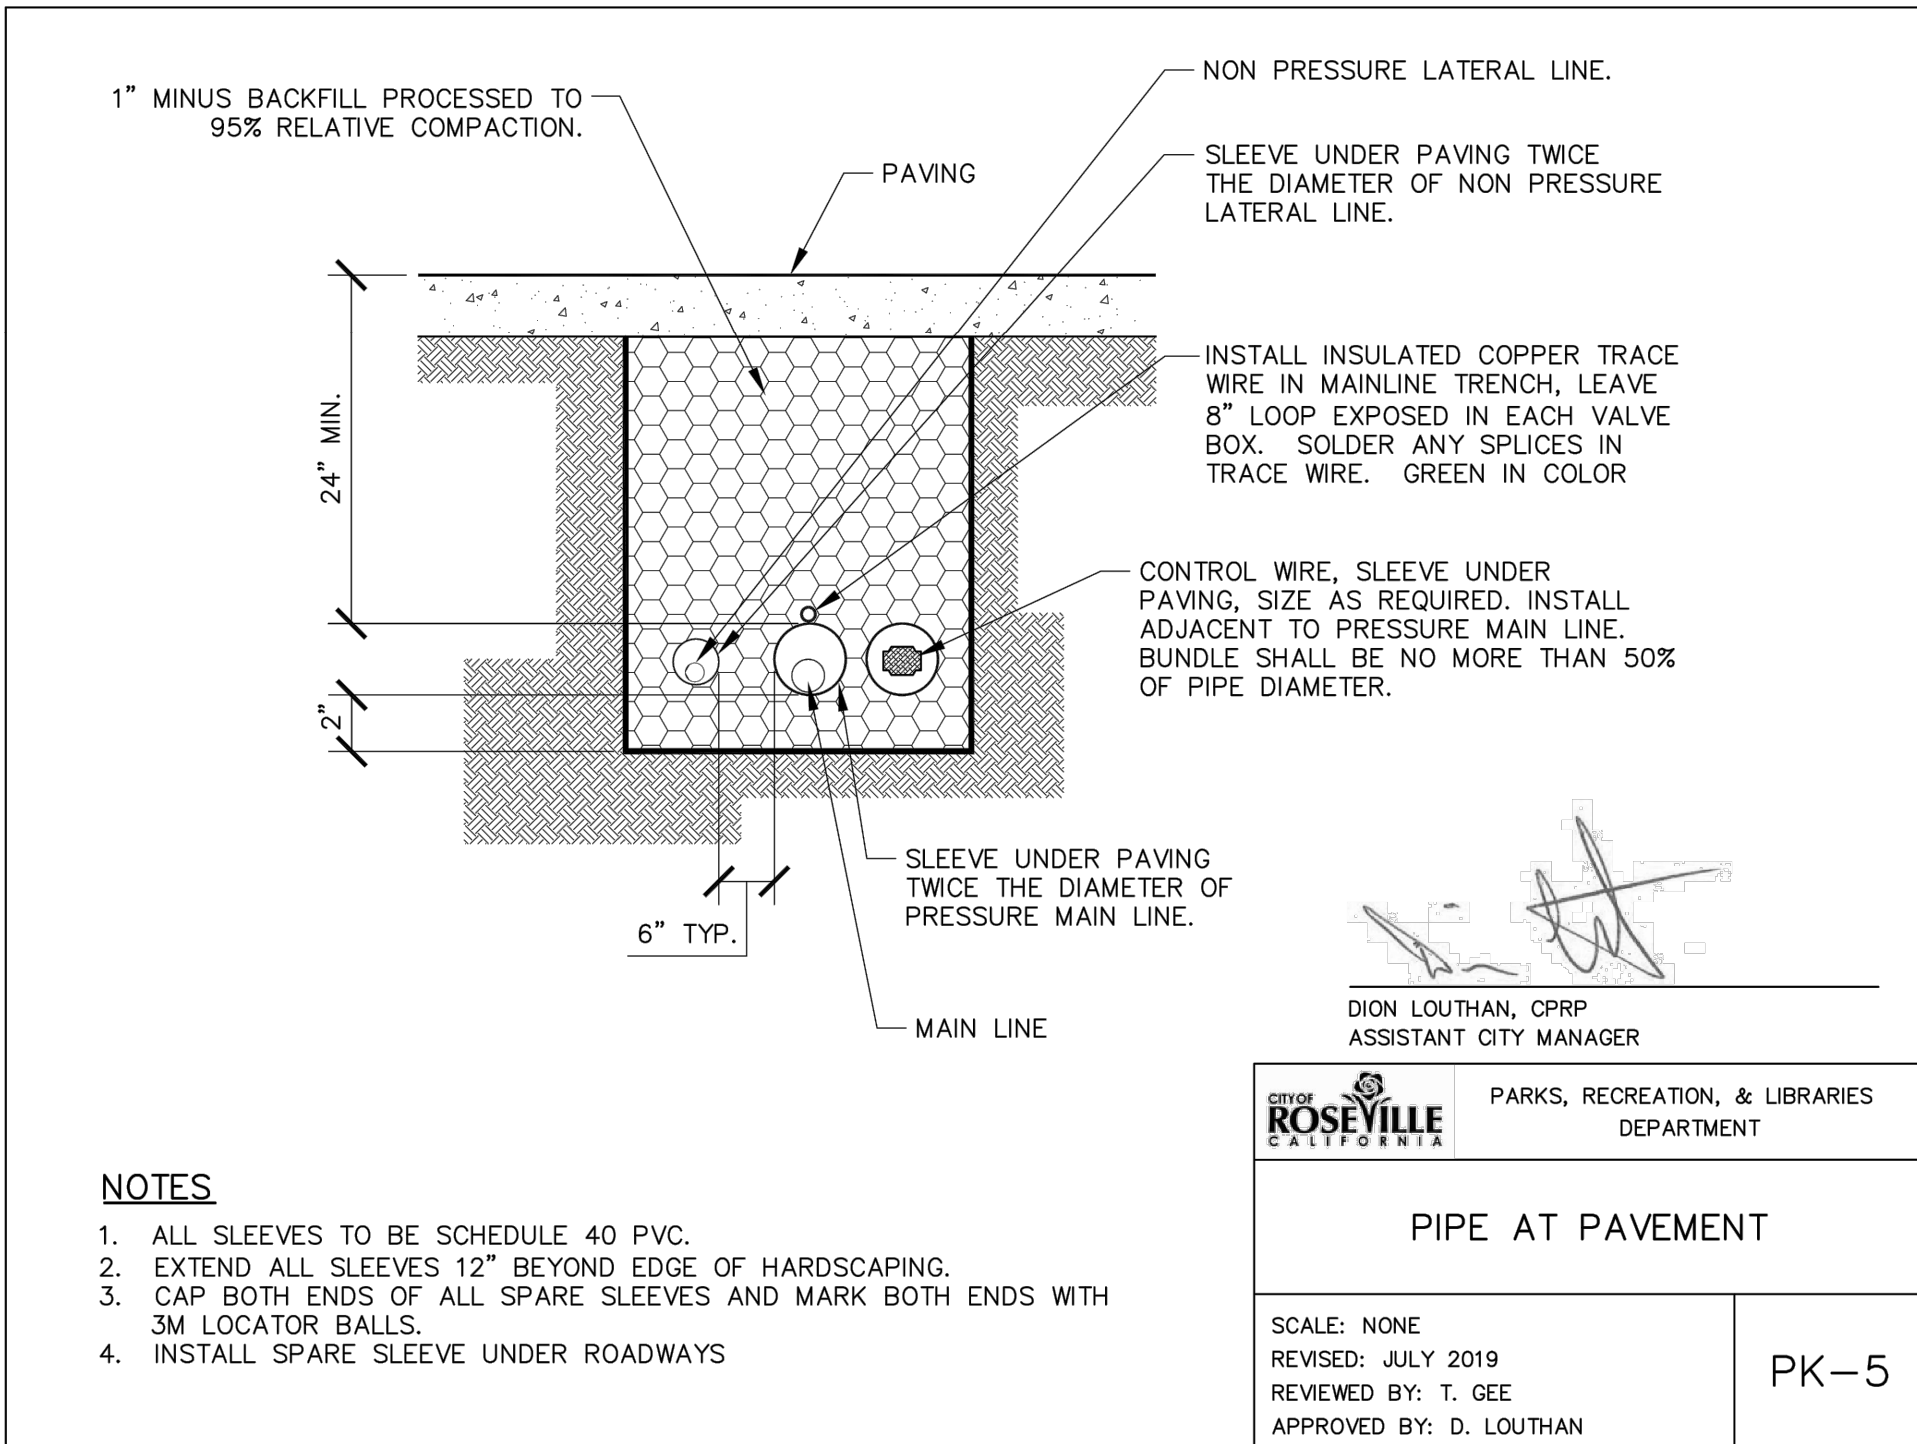 1” MINUS BACKFILL PROCESSED TO
95% RELATIVE COMPACTION.
PAVING
NON PRESSURE LATERAL LINE.
SLEEVE UNDER PAVING TWICE
THE DIAMETER OF NON PRESSURE
LATERAL LINE.
INSTALL INSULATED COPPER TRACE
WIRE IN MAINLINE TRENCH, LEAVE
8” LOOP EXPOSED IN EACH VALVE
BOX. SOLDER ANY SPLICES IN
TRACE WIRE. GREEN IN COLOR
24” MIN.
CONTROL WIRE, SLEEVE UNDER
PAVING, SIZE AS REQUIRED. INSTALL
ADJACENT TO PRESSURE MAIN LINE.
BUNDLE SHALL BE NO MORE THAN 50%
OF PIPE DIAMETER.
2”
SLEEVE UNDER PAVING
TWICE THE DIAMETER OF
PRESSURE MAIN LINE.
6” TYP.
MAIN LINE
DION LOUTHAN, CPRP
ASSISTANT CITY MANAGER
CITY OF
ROSEVILLE
CALIFORNIA
PARKS, RECREATION, & LIBRARIES
DEPARTMENT
PIPE AT PAVEMENT
SCALE: NONE
REVISED: JULY 2019
REVIEWED BY: T. GEE
APPROVED BY: D. LOUTHAN
PK-5
NOTES
1. ALL SLEEVES TO BE SCHEDULE 40 PVC.
2. EXTEND ALL SLEEVES 12” BEYOND EDGE OF HARDSCAPING.
3. CAP BOTH ENDS OF ALL SPARE SLEEVES AND MARK BOTH ENDS WITH
3M LOCATOR BALLS.
4. INSTALL SPARE SLEEVE UNDER ROADWAYS